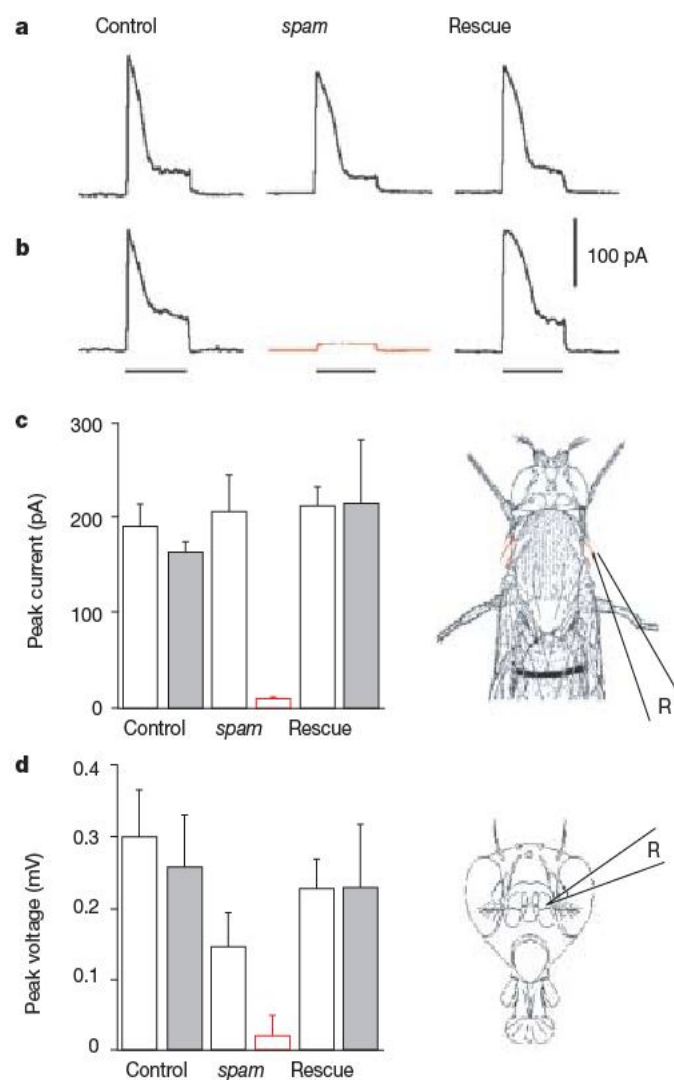 a Control spam Rescue
b 100 pA
c
Peak current (pA)
300
200
100
0
Control spam Rescue
R
d
Peak voltage (mV)
0.4
0.3
0.2
0.1
0
Control spam Rescue
R